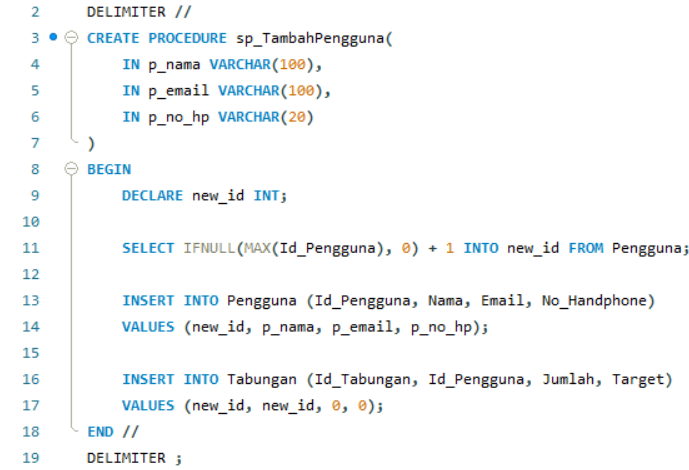 2 DELIMITER //
3 CREATE PROCEDURE sp_TambahPengguna(
4 IN p_nama VARCHAR(100),
5 IN p_email VARCHAR(100),
6 IN p_no_hp VARCHAR(20)
7 )
8 BEGIN
9 DECLARE new_id INT;
10
11 SELECT IFNULL(MAX(Id_Pengguna), 0) + 1 INTO new_id FROM Pengguna;
12
13 INSERT INTO Pengguna (Id_Pengguna, Nama, Email, No_Handphone)
14 VALUES (new_id, p_nama, p_email, p_no_hp);
15
16 INSERT INTO Tabungan (Id_Tabungan, Id_Pengguna, Jumlah, Target)
17 VALUES (new_id, new_id, 0, 0);
18 END //
19 DELIMITER ;